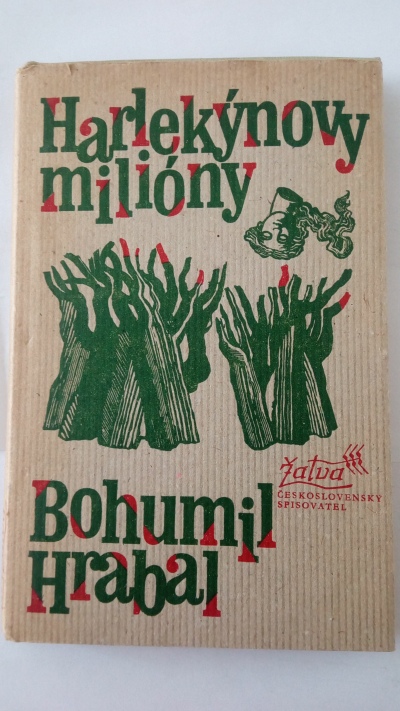 Harlekýnovy
milióny
Žatva
ČESKOSLOVENSKÝ
SPISOVATEL
Bohumil
Hrabal